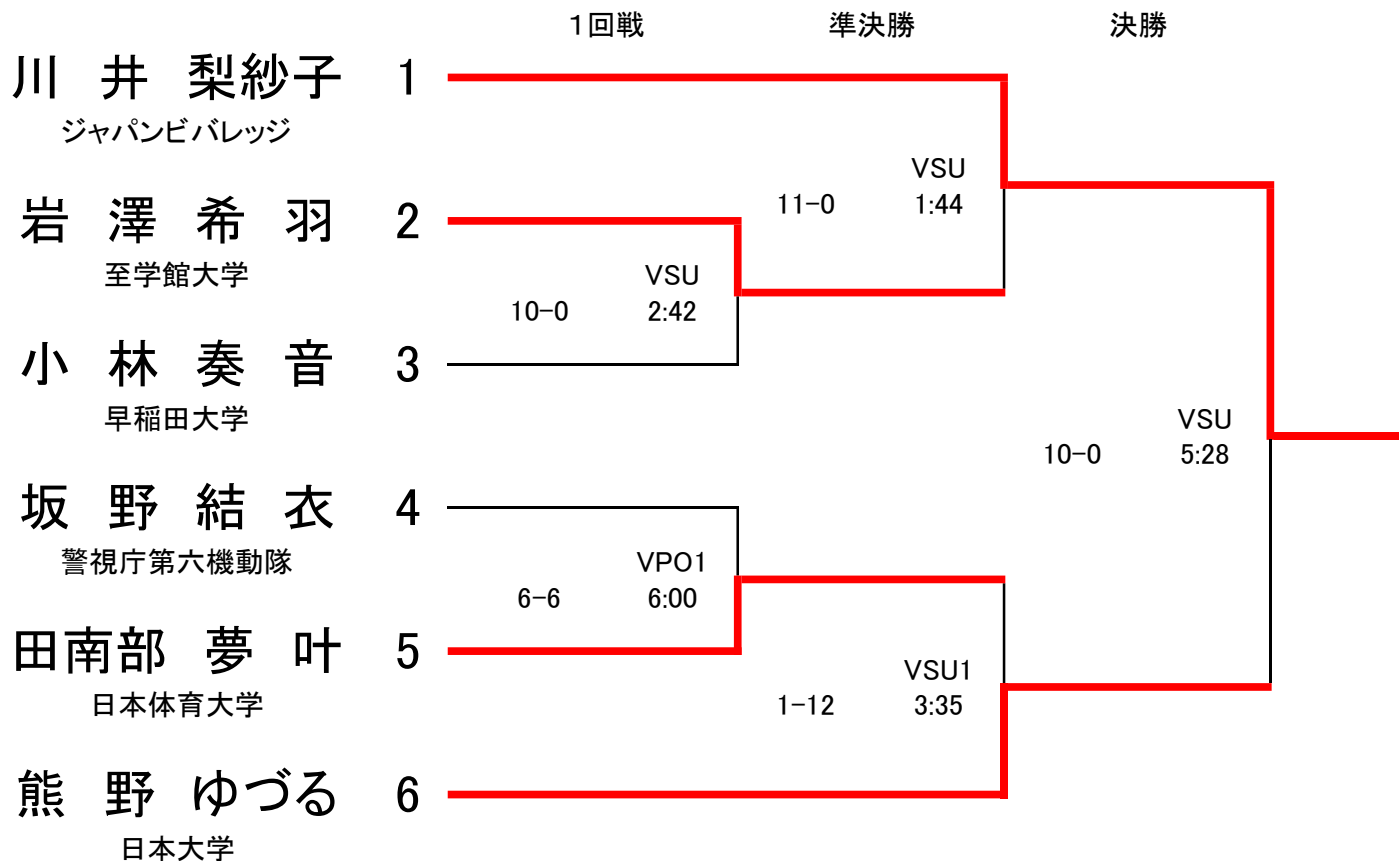 1回戦 準決勝 決勝
川 井 梨紗子 1
ジャパンビバレッジ
VSU
11-0 1:44
岩 澤 希 羽 2
至学館大学
VSU
10-0 2:42
小 林 奏 音 3
早稲田大学
VSU
10-0 5:28
坂 野 結 衣 4
警視庁第六機動隊
VPO1
6-6 6:00
田南部 夢 叶 5
日本体育大学
VSU1
1-12 3:35
熊 野 ゆづる 6
日本大学